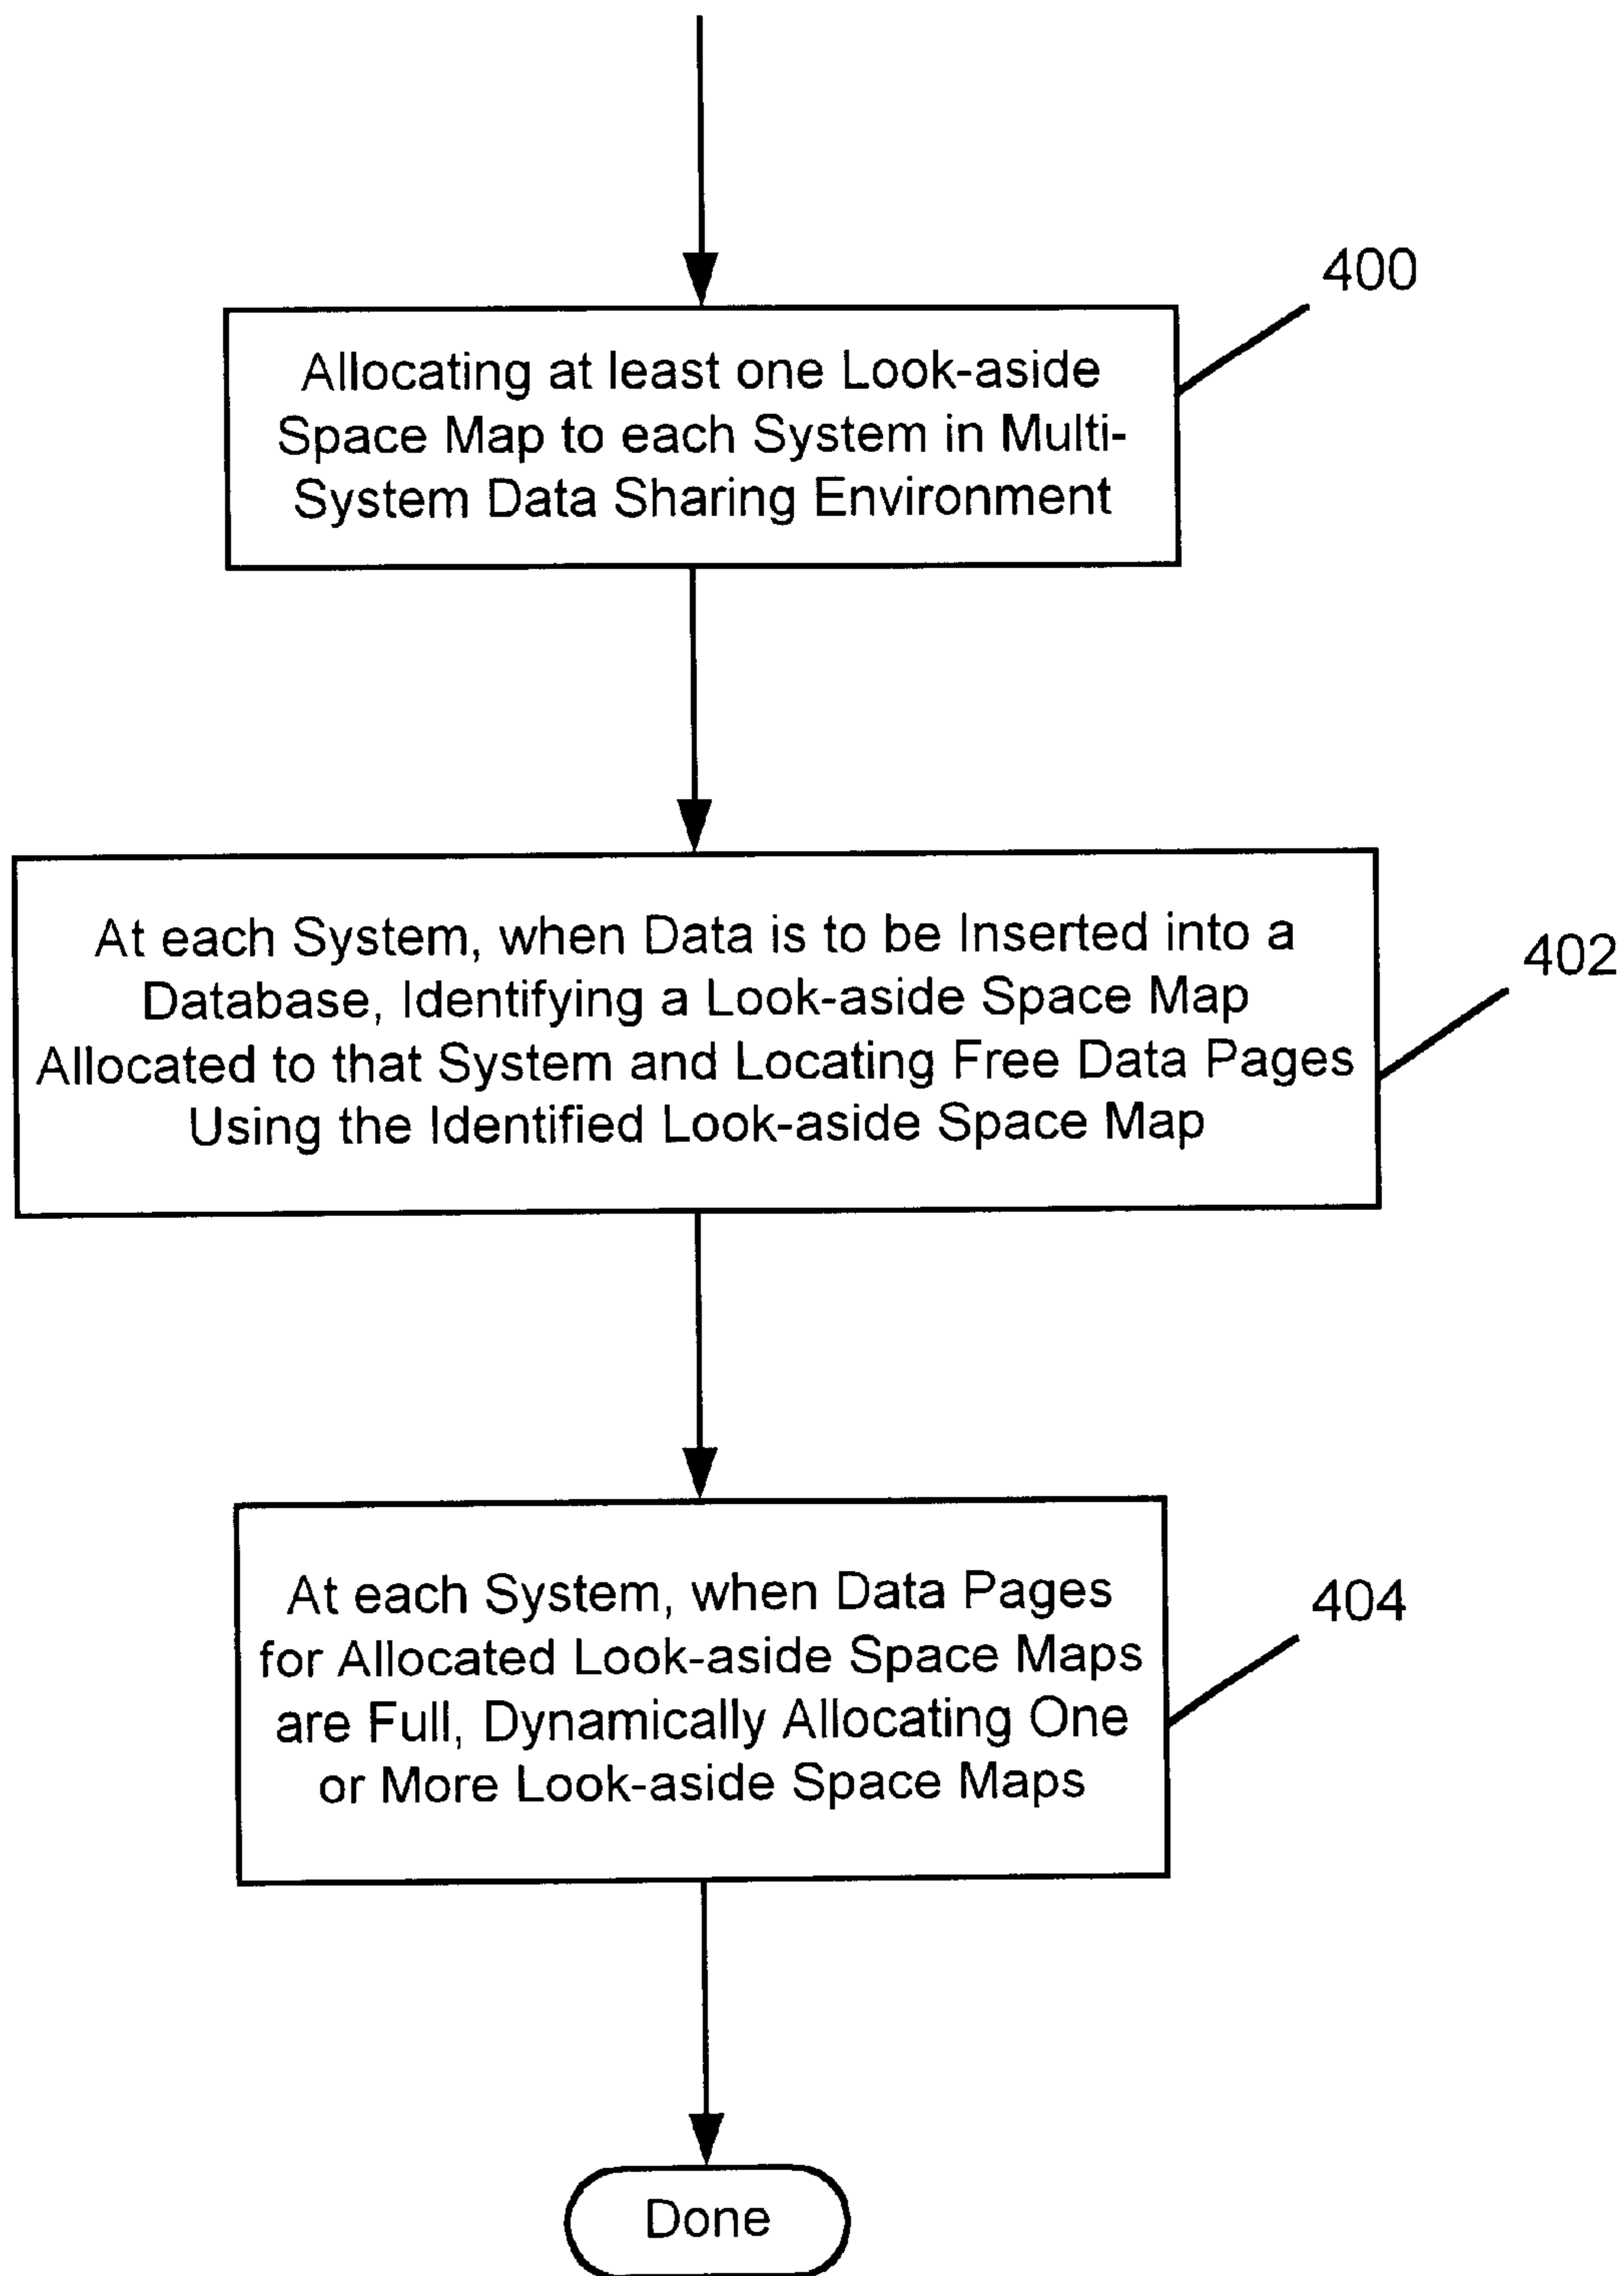 400
Allocating at least one Look-aside
Space Map to each System in Multi-
System Data Sharing Environment
402
At each System, when Data is to be Inserted into a
Database, Identifying a Look-aside Space Map
Allocated to that System and Locating Free Data Pages
Using the Identified Look-aside Space Map
404
At each System, when Data Pages
for Allocated Look-aside Space Maps
are Full, Dynamically Allocating One
or More Look-aside Space Maps
Done